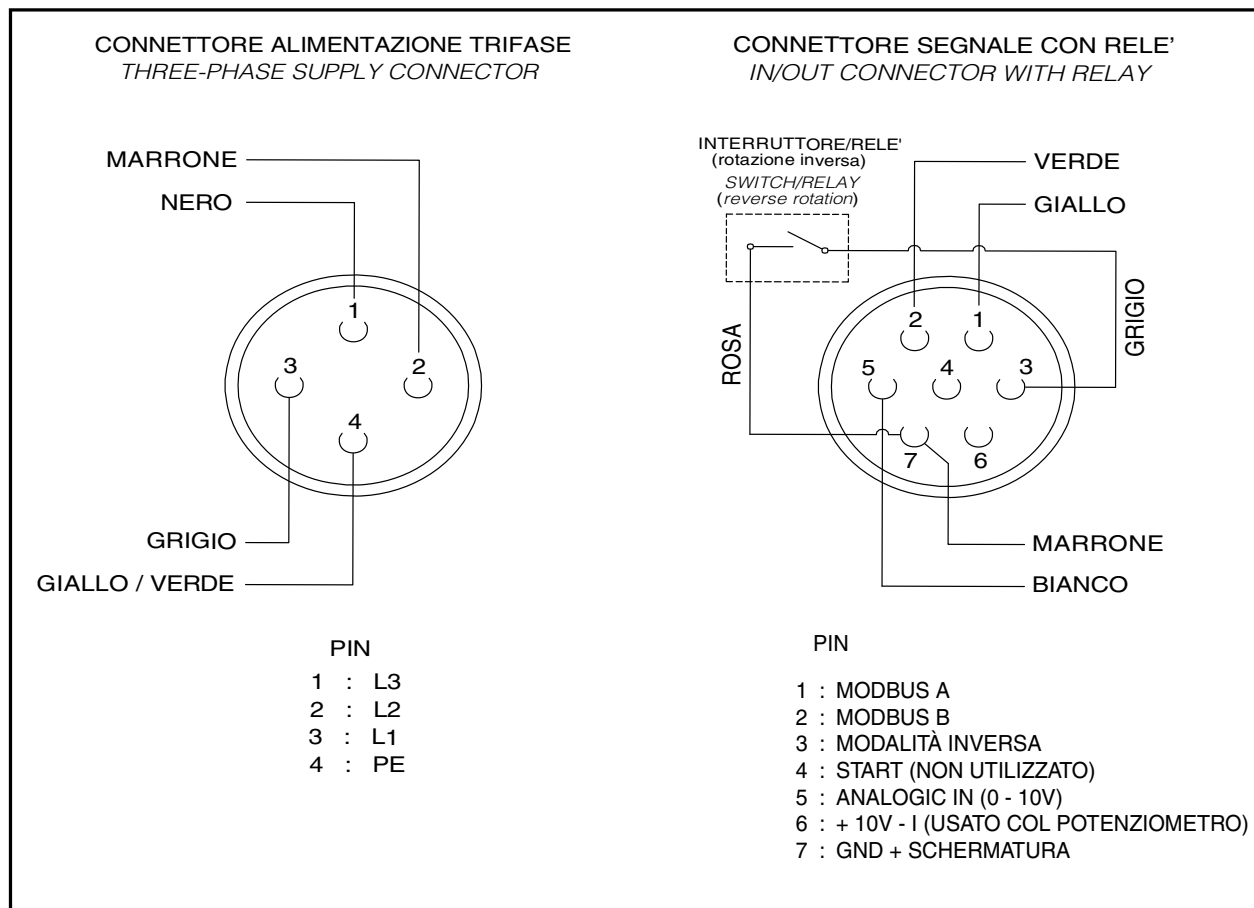 CONNETTORE ALIMENTAZIONE TRIFASE
THREE-PHASE SUPPLY CONNECTOR
MARRONE
NERO
1
3
2
4
GRIGIO
GIALLO / VERDE
PIN
1 : L3
2 : L2
3 : L1
4 : PE
CONNETTORE SEGNALE CON RELE'
IN/OUT CONNECTOR WITH RELAY
INTERRUTTORE/RELE'
(rotazione inversa)
SWITCH/RELAY
(reverse rotation)
VERDE
GIALLO
ROSA
GRIGIO
2
1
5
4
3
7
6
MARRONE
BIANCO
PIN
1 : MODBUS A
2 : MODBUS B
3 : MODALITÀ INVERSA
4 : START (NON UTILIZZATO)
5 : ANALOGIC IN (0 - 10V)
6 : + 10V - I (USATO COL POTENZIOMETRO)
7 : GND + SCHERMATURA